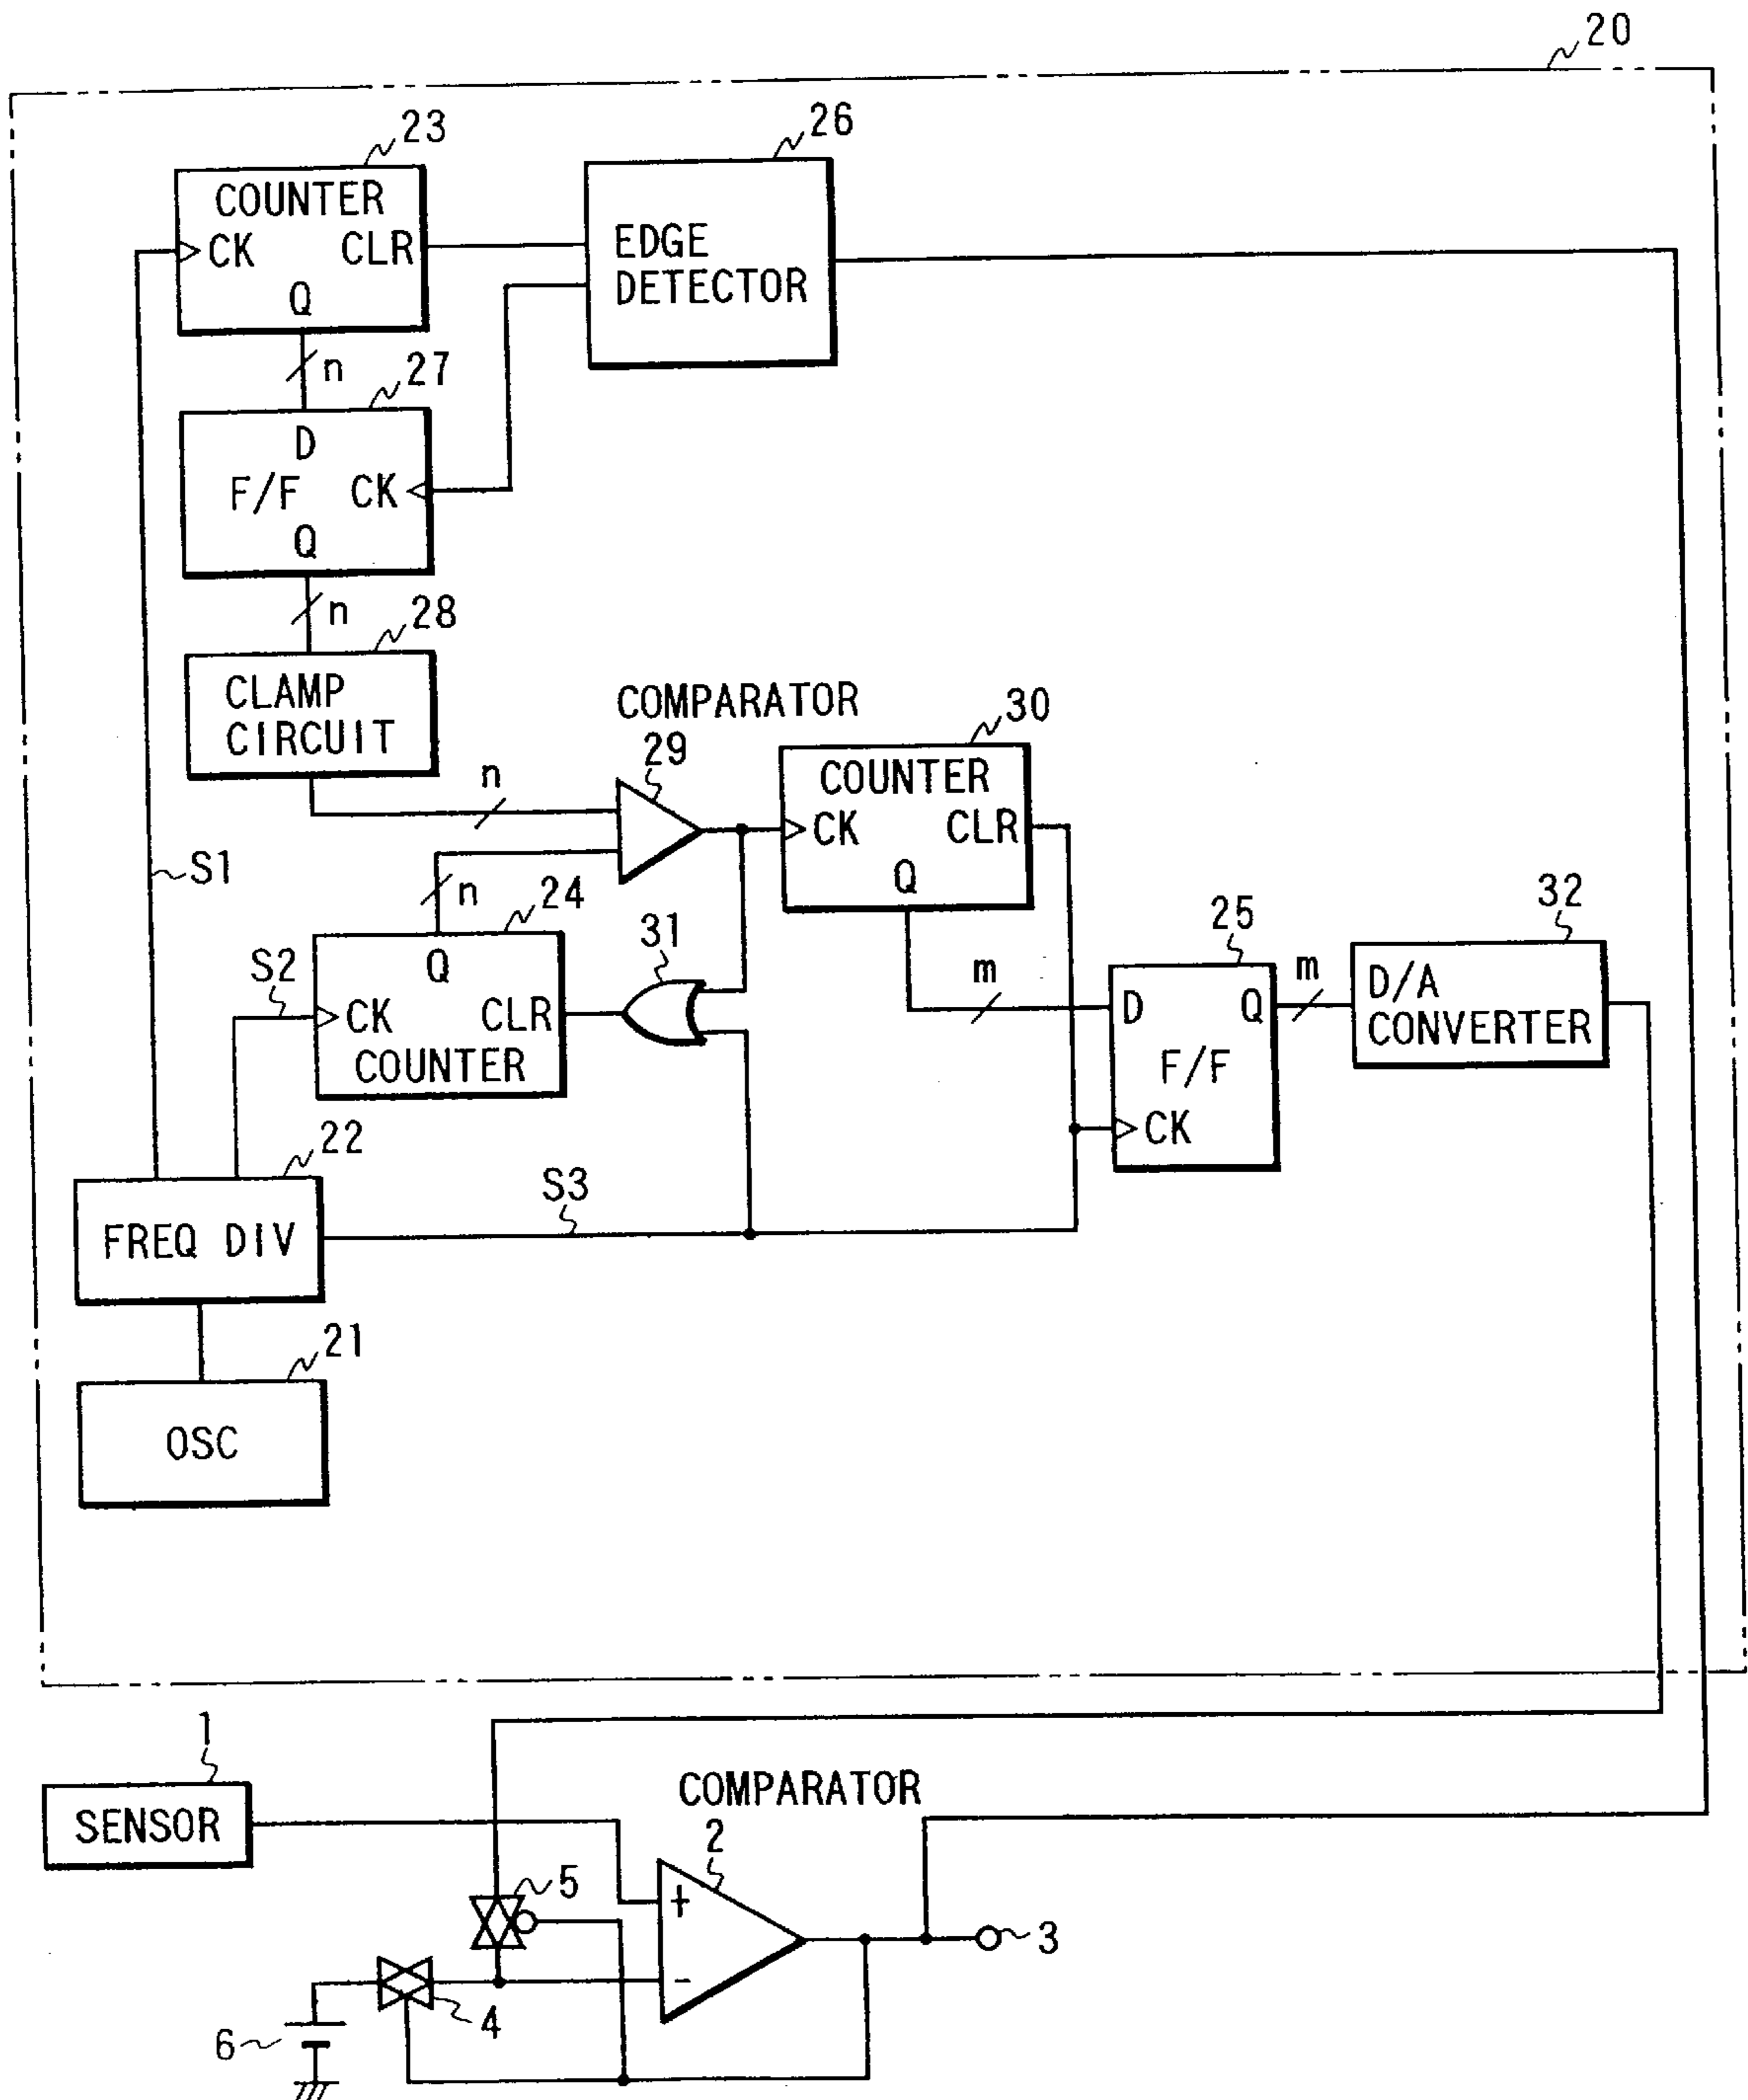 20
23
26
COUNTER
CK CLR
Q
EDGE
DETECTOR
n
27
D
F/F CK
Q
n
28
CLAMP
CIRCUIT
COMPARATOR
29
30
n
COUNTER
CK CLR
Q
S1
n
24
31
25
32
S2
Q
CK CLR
COUNTER
m
D Q
F/F
CK
m
D/A
CONVERTER
22
FREQ DIV
S3
21
OSC
1
SENSOR
COMPARATOR
2
5
+
-
3
4
6